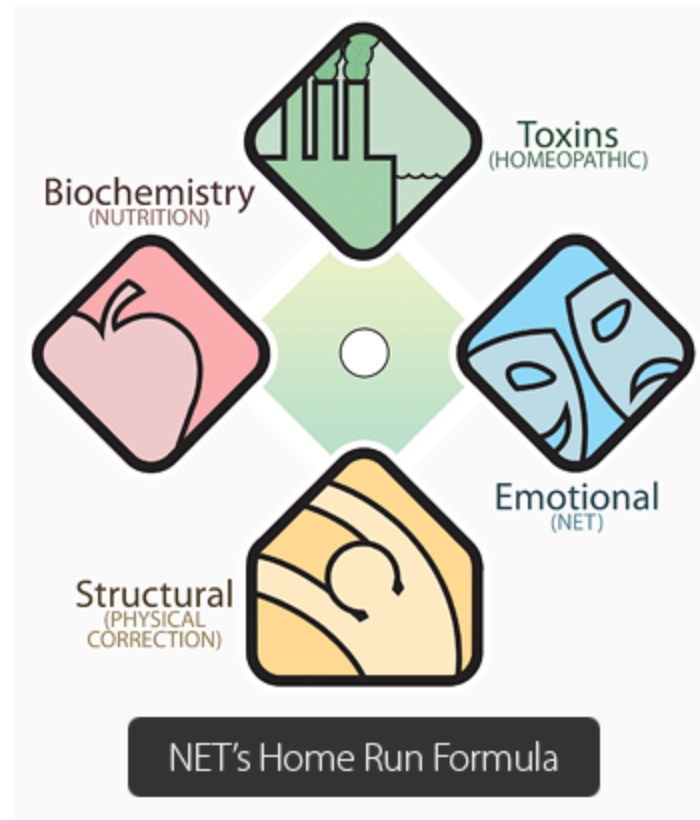 Toxins
(HOMEOPATHIC)
Biochemistry
(NUTRITION)
Emotional
(NET)
Structural
(PHYSICAL
CORRECTION)
NET's Home Run Formula